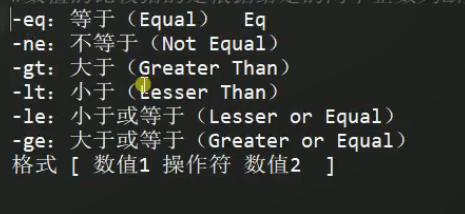 -eq：等于（Equal） Eq
-ne：不等于（Not Equal）
-gt：大于（Greater Than）
-lt：小于（Lesser Than）
-le：小于或等于（Lesser or Equal）
-ge：大于或等于（Greater or Equal）
格式 [ 数值1 操作符 数值2 ]